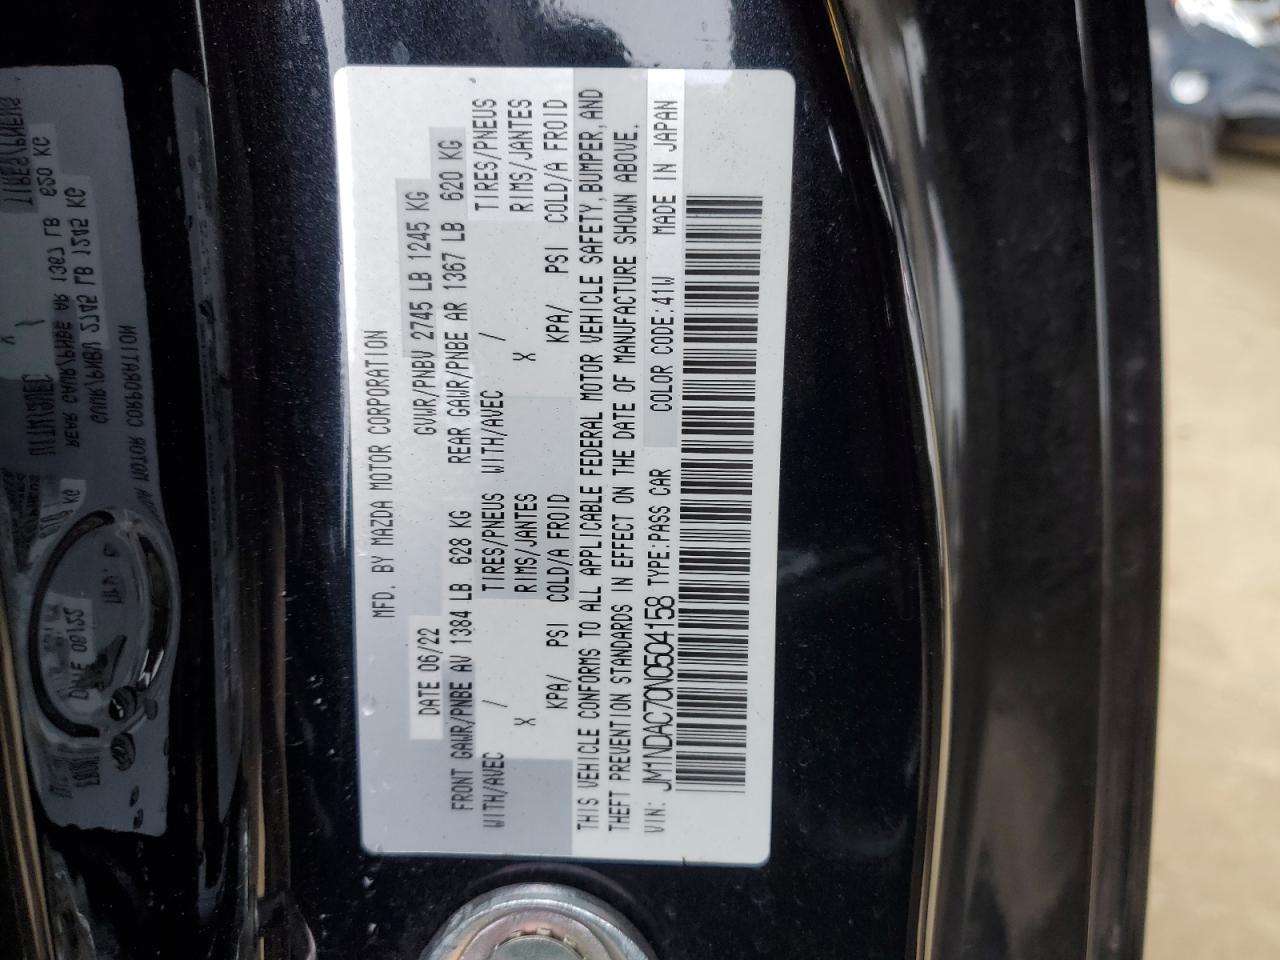 MFD. BY MAZDA MOTOR CORPORATION
DATE 06/22 GVWR/PNBV 2745 LB 1245 KG
FRONT GAWR/PNBE AV 1384 LB 628 KG REAR GAWR/PNBE AR 1367 LB 620 KG
WITH/AVEC / TIRES/PNEUS WITH/AVEC / TIRES/PNEUS
X RIMS/JANTES X RIMS/JANTES
KPA/ PSI COLD/A FROID KPA/ PSI COLD/A FROID
THIS VEHICLE CONFORMS TO ALL APPLICABLE FEDERAL MOTOR VEHICLE SAFETY, BUMPER, AND
THEFT PREVENTION STANDARDS IN EFFECT ON THE DATE OF MANUFACTURE SHOWN ABOVE.
VIN: JM1NDAC70N0504158 TYPE:PASS CAR COLOR CODE:41W MADE IN JAPAN